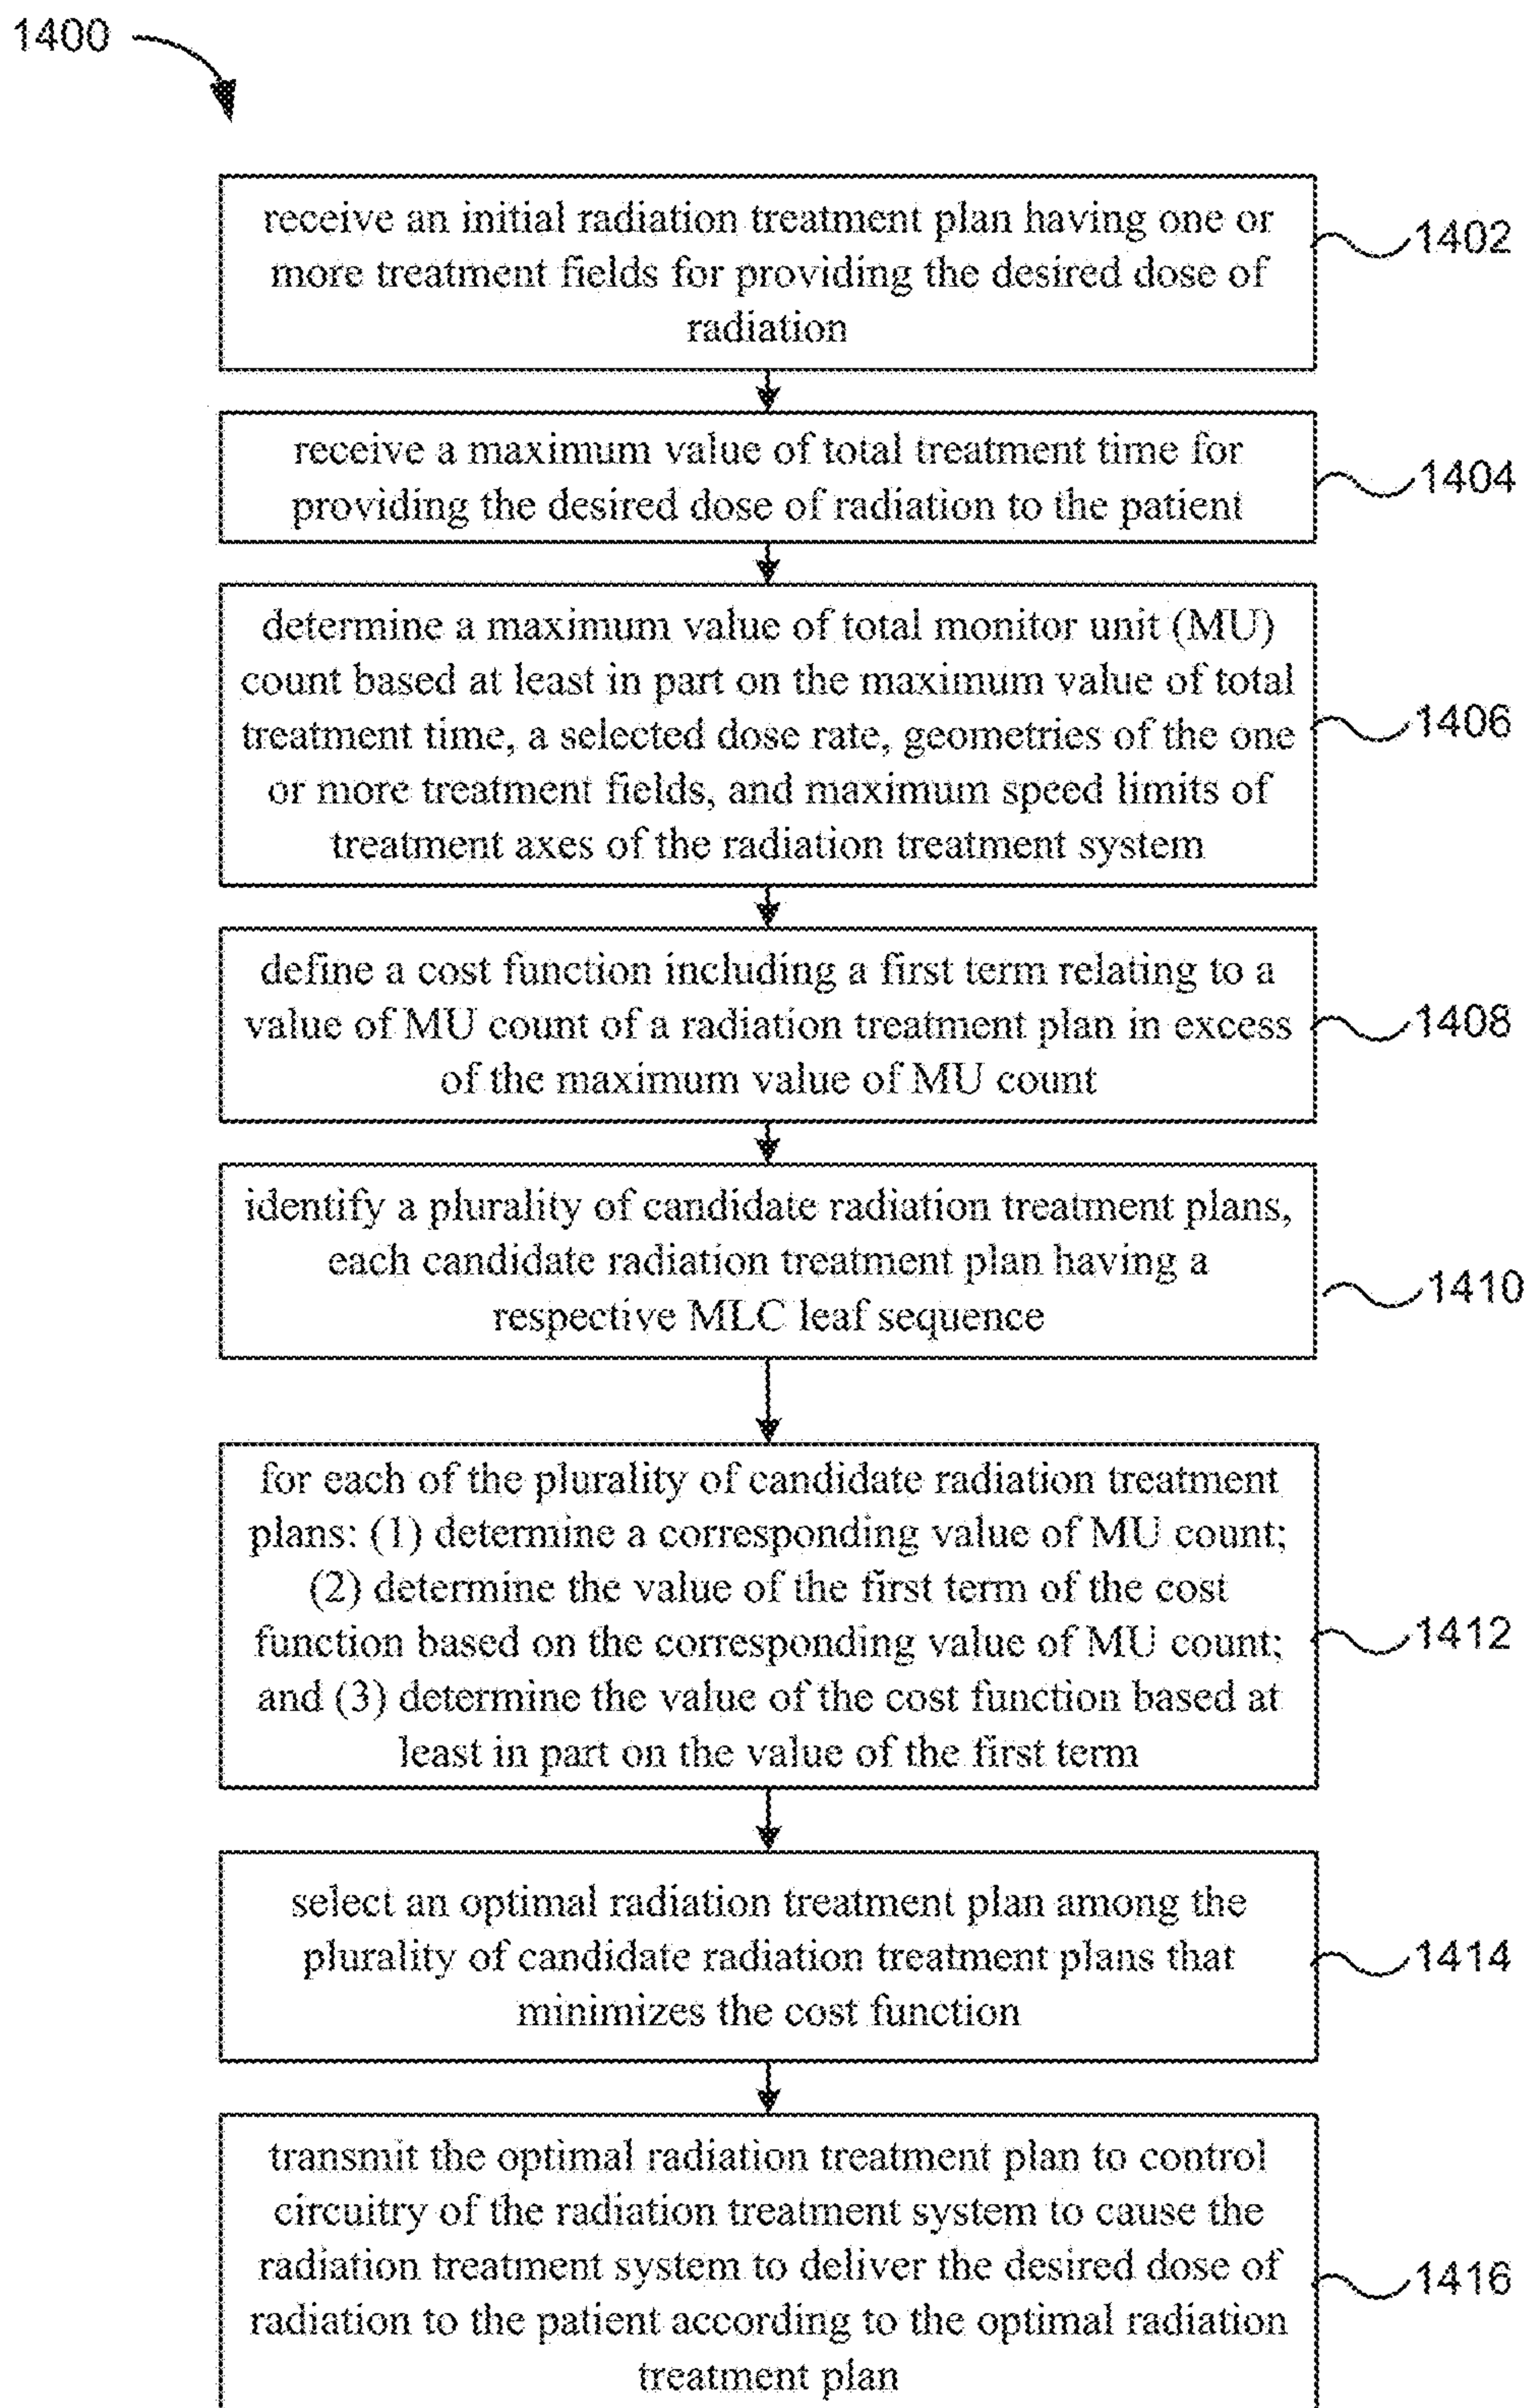 1400
receive an initial radiation treatment plan having one or
more treatment fields for providing the desired dose of
radiation
1402
receive a maximum value of total treatment time for
providing the desired dose of radiation to the patient
1404
determine a maximum value of total monitor unit (MU)
count based at least in part on the maximum value of total
treatment time, a selected dose rate, geometries of the one
or more treatment fields, and maximum speed limits of
treatment axes of the radiation treatment system
1406
define a cost function including a first term relating to a
value of MU count of a radiation treatment plan in excess
of the maximum value of MU count
1408
identify a plurality of candidate radiation treatment plans,
each candidate radiation treatment plan having a
respective MLC leaf sequence
1410
for each of the plurality of candidate radiation treatment
plans: (1) determine a corresponding value of MU count;
(2) determine the value of the first term of the cost
function based on the corresponding value of MU count;
and (3) determine the value of the cost function based at
least in part on the value of the first term
1412
select an optimal radiation treatment plan among the
plurality of candidate radiation treatment plans that
minimizes the cost function
1414
transmit the optimal radiation treatment plan to control
circuitry of the radiation treatment system to cause the
radiation treatment system to deliver the desired dose of
radiation to the patient according to the optimal radiation
treatment plan
1416